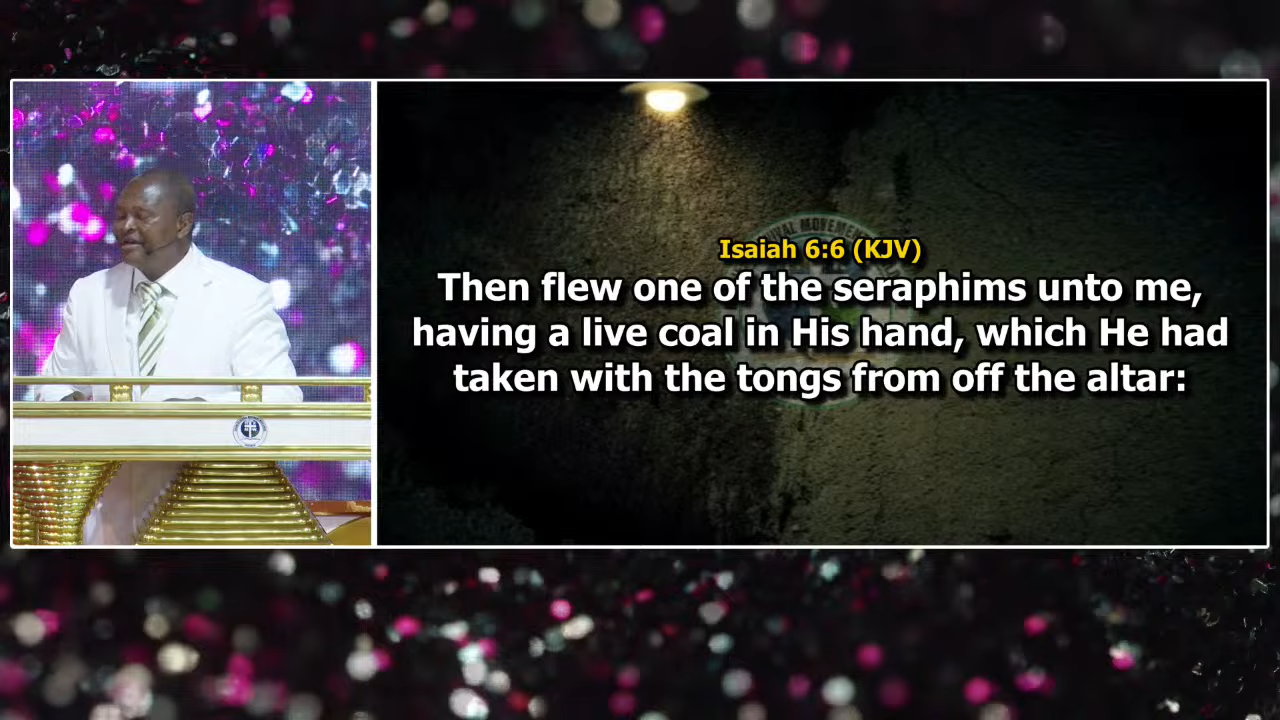 Isaiah 6:6 (KJV)
Then flew one of the seraphims unto me,
having a live coal in His hand, which He had
taken with the tongs from off the altar: